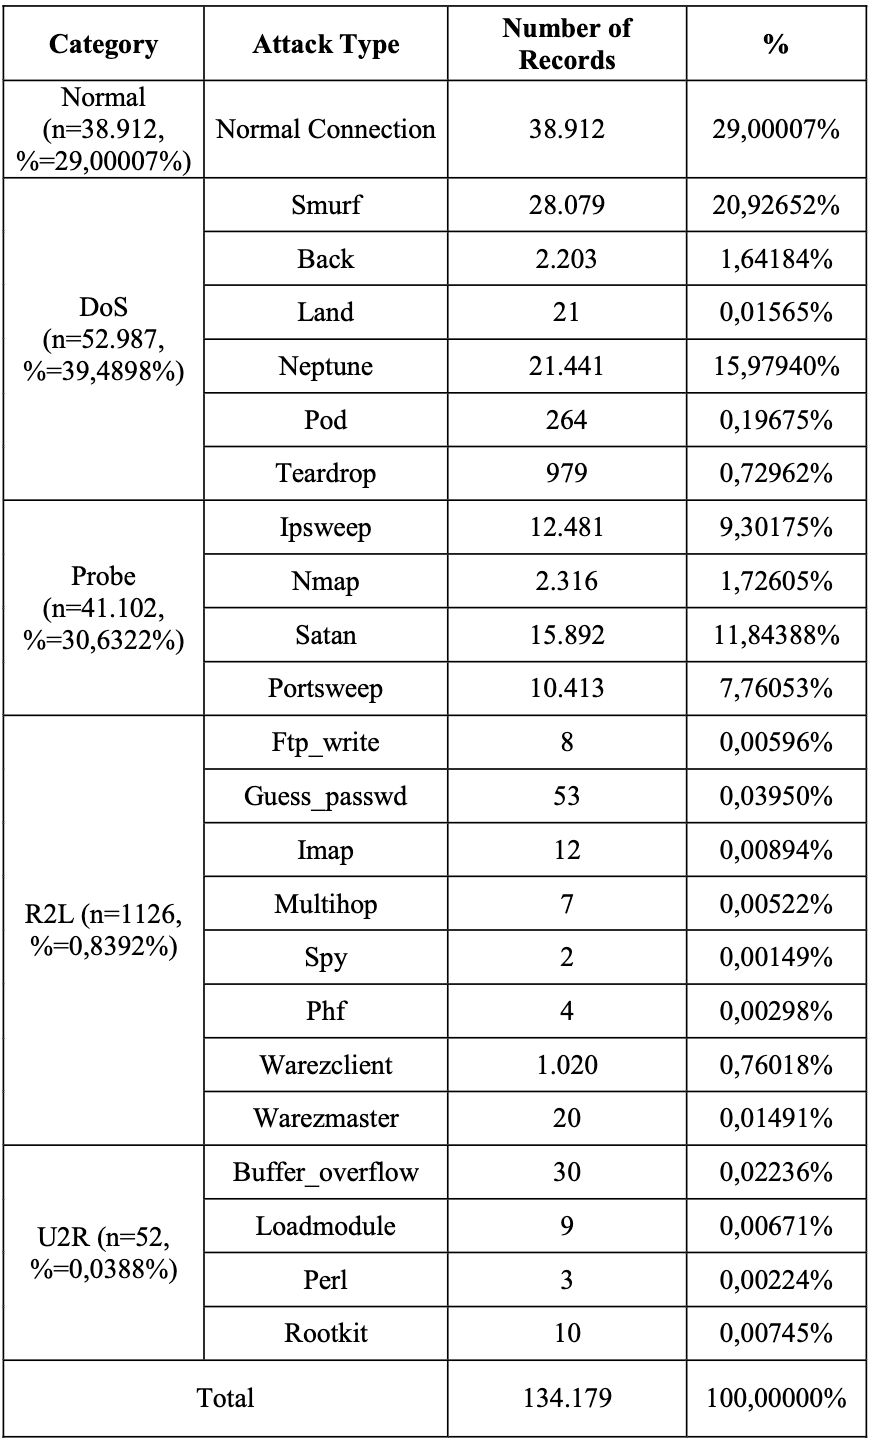 Category Attack Type Number of Records %
Normal
(n=38.912,
%=29,00007%)
Normal Connection 38.912 29,00007%
DoS
(n=52.987,
%=39,4898%)
Smurf 28.079 20,92652%
Back 2.203 1,64184%
Land 21 0,01565%
Neptune 21.441 15,97940%
Pod 264 0,19675%
Teardrop 979 0,72962%
Probe
(n=41.102,
%=30,6322%)
Ipsweep 12.481 9,30175%
Nmap 2.316 1,72605%
Satan 15.892 11,84388%
Portsweep 10.413 7,76053%
R2L (n=1126,
%=0,8392%)
Ftp_write 8 0,00596%
Guess_passwd 53 0,03950%
Imap 12 0,00894%
Multihop 7 0,00522%
Spy 2 0,00149%
Phf 4 0,00298%
Warezclient 1.020 0,76018%
Warezmaster 20 0,01491%
U2R (n=52,
%=0,0388%)
Buffer_overflow 30 0,02236%
Loadmodule 9 0,00671%
Perl 3 0,00224%
Rootkit 10 0,00745%
Total 134.179 100,00000%